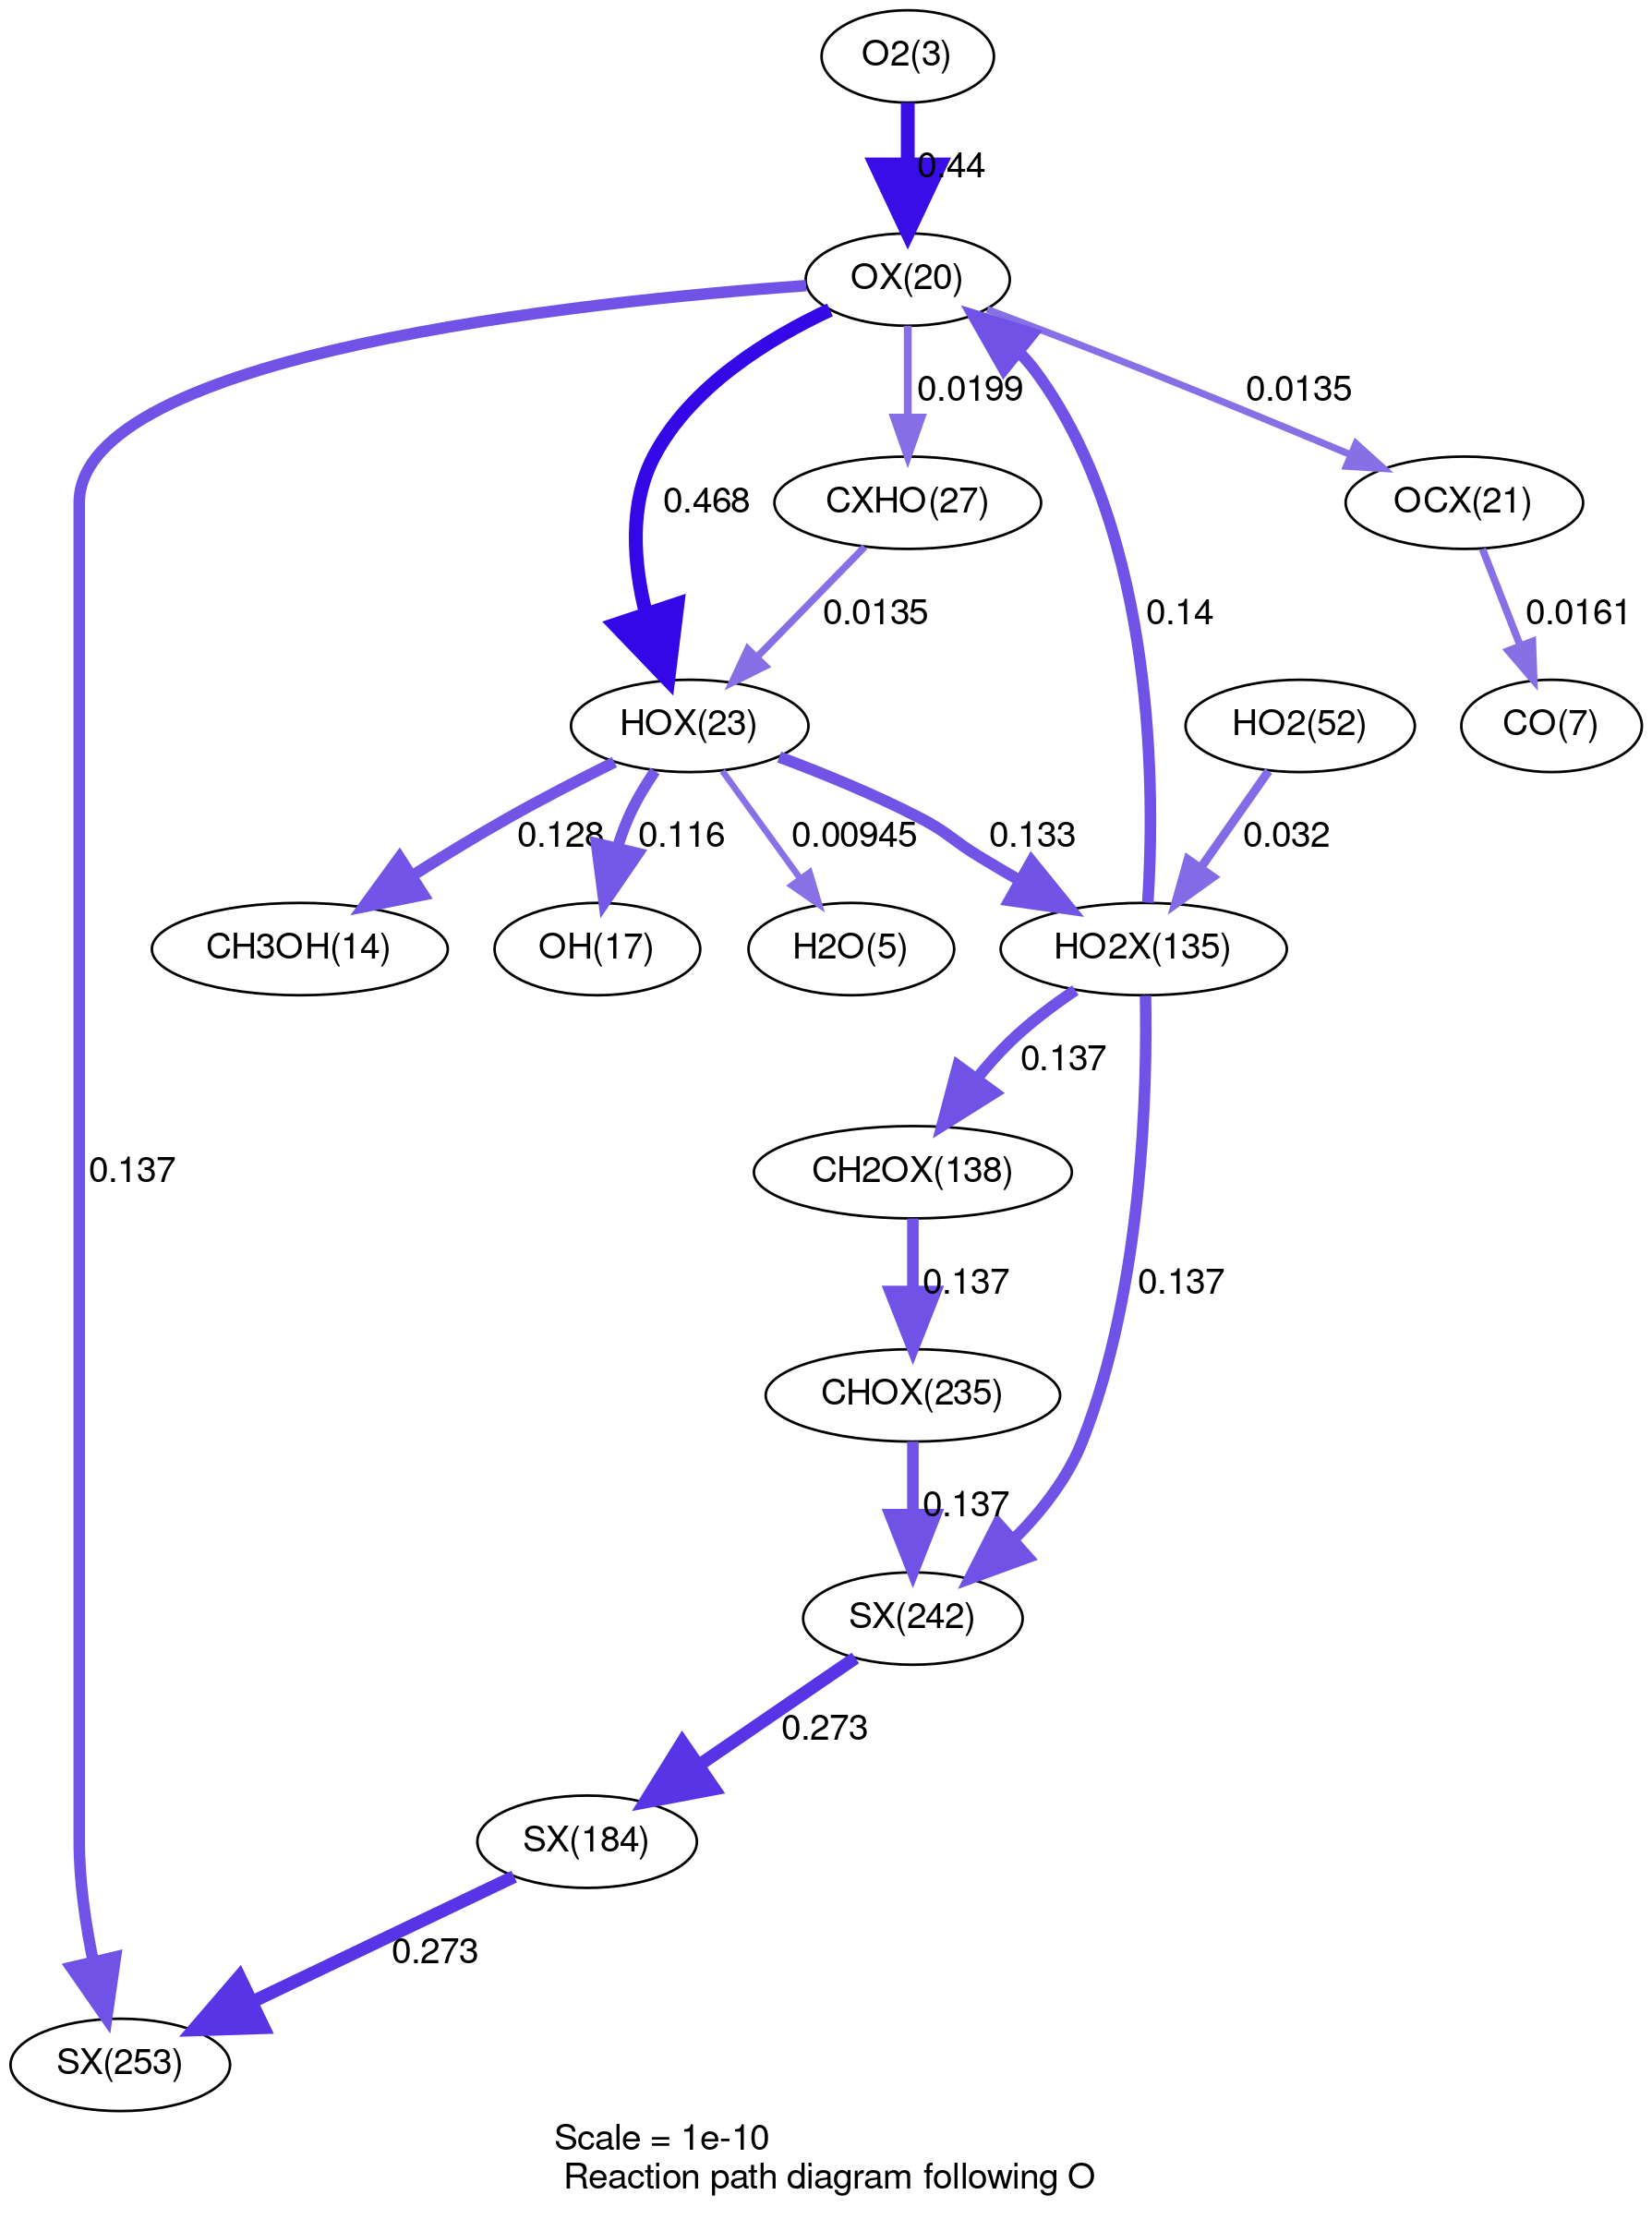 O2(3)
0.44
OX(20)
0.0199
0.0135
0.468
CXHO(27)
OCX(21)
0.0135
0.14
0.0161
HOX(23)
HO2(52)
CO(7)
0.128
0.116
0.00945
0.133
0.032
CH3OH(14)
OH(17)
H2O(5)
HO2X(135)
0.137
0.137
CH2OX(138)
0.137
0.137
CHOX(235)
0.137
SX(242)
0.273
SX(184)
0.273
SX(253)
Scale = 1e-10
Reaction path diagram following O